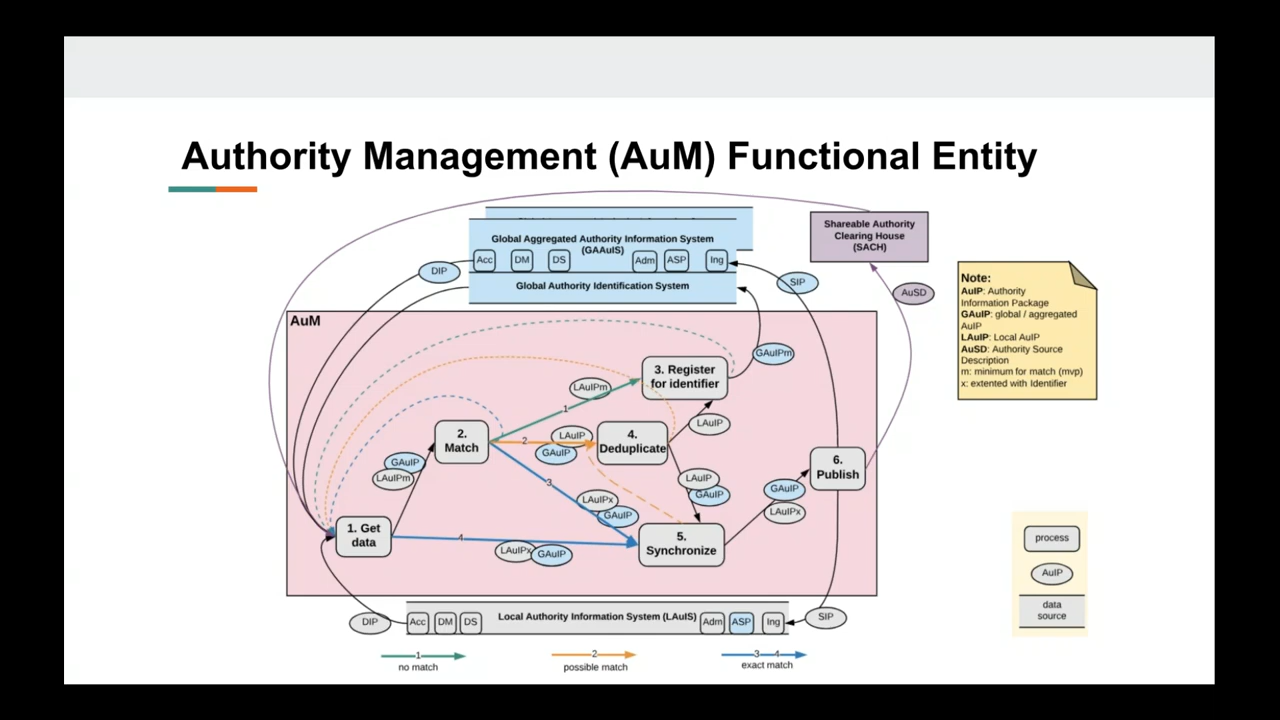 Authority Management (AuM) Functional Entity
Global Aggregated Authority Information System
(GAAuIS)
Acc
DM
DS
Adm
ASP
Ing
Global Authority Identification System
DIP
SIP
Shareable Authority
Clearing House
(SACH)
AuSD
Note:
AuIP: Authority
Information Package
GAuIP: global / aggregated
AuIP
LAuIP: Local AuIP
AuSD: Authority Source
Description
m: minimum for match (mvp)
x: extented with Identifier
AuM
GAuIPm
3. Register
for identifier
LAuIPm
1
2.
Match
2
LAuIP
GAuIP
4.
Deduplicate
LAuIP
GAuIP
LAuIPm
3
LAuIPx
GAuIP
LAuIP
GAuIP
6.
Publish
GAuIP
LAuIPx
1. Get
data
4
LAuIPx
GAuIP
5.
Synchronize
process
AuIP
data
source
DIP
Acc
DM
DS
Local Authority Information System (LAuIS)
Adm
ASP
Ing
SIP
1
no match
2
possible match
3
4
exact match